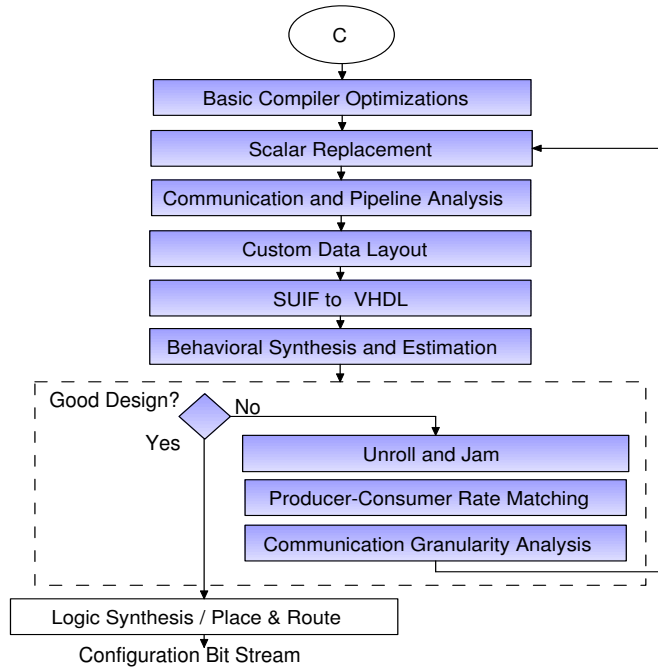 C
Basic Compiler Optimizations
Scalar Replacement
Communication and Pipeline Analysis
Custom Data Layout
SUIF to VHDL
Behavioral Synthesis and Estimation
Good Design?
No
Yes
Unroll and Jam
Producer-Consumer Rate Matching
Communication Granularity Analysis
Logic Synthesis / Place & Route
Configuration Bit Stream